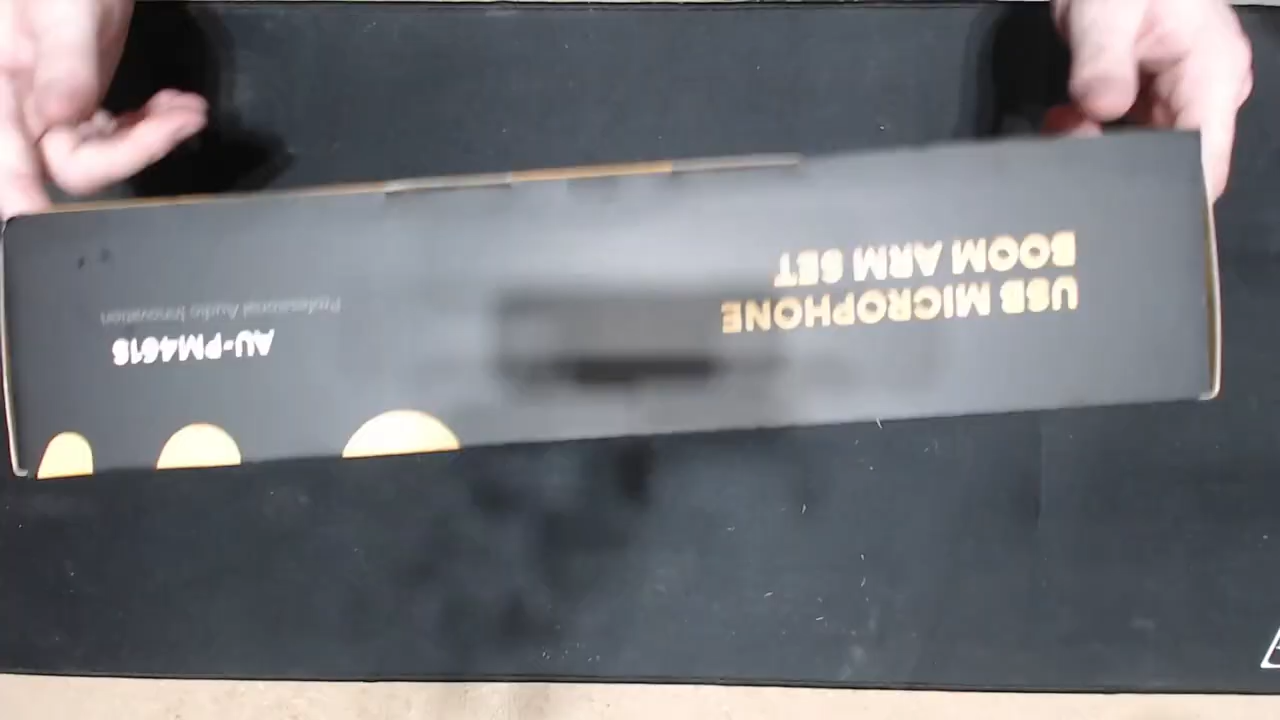 USB MICROPHONE
BOOM ARM SET
AU-PM461S
Professional Audio Innovation